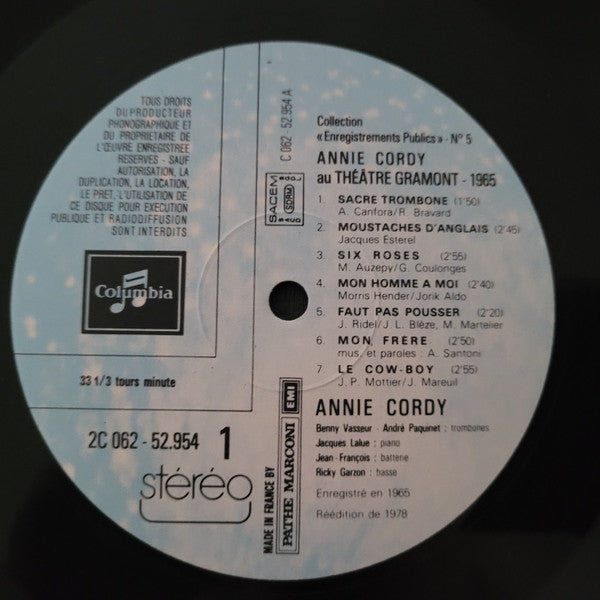 TOUS DROITS
DU PRODUCTEUR
PHONOGRAPHIQUE ET
DU PROPRIETAIRE DE
L'ŒUVRE ENREGISTREE
RESERVES - SAUF
AUTORISATION, LA
DUPLICATION, LA LOCATION,
LE PRET, L'UTILISATION DE
CE DISQUE POUR EXECUTION
PUBLIQUE ET RADIODIFFUSION
SONT INTERDITS
Columbia
33 1/3 tours minute
2C 062 - 52.954 1
stéréo
C 062 52.954 A
SACEM
SDRM
MADE IN FRANCE BY
PATHE MARCONI EMI
Collection
«Enregistrements Publics» - N° 5
ANNIE CORDY
au THÉÂTRE GRAMONT - 1965
1. SACRE TROMBONE (1'50)
A. Canfora/R. Bravard
2. MOUSTACHES D'ANGLAIS (2'45)
Jacques Esterel
3. SIX ROSES (2'55)
M. Auzepy/G. Coulonges
4. MON HOMME A MOI (2'40)
Morris Hender/Jorik Aldo
5. FAUT PAS POUSSER (2'20)
J. Ridel/J. L. Blèze, M. Martelier
6. MON FRÈRE (2'50)
mus. et paroles : A. Santoni
7. LE COW-BOY (2'55)
J. P. Mottier/J. Mareuil
ANNIE CORDY
Benny Vasseur - André Paquinet : trombones
Jacques Lalue : piano
Jean-François : batterie
Ricky Garzon : basse
Enregistré en 1965
Réédition de 1978